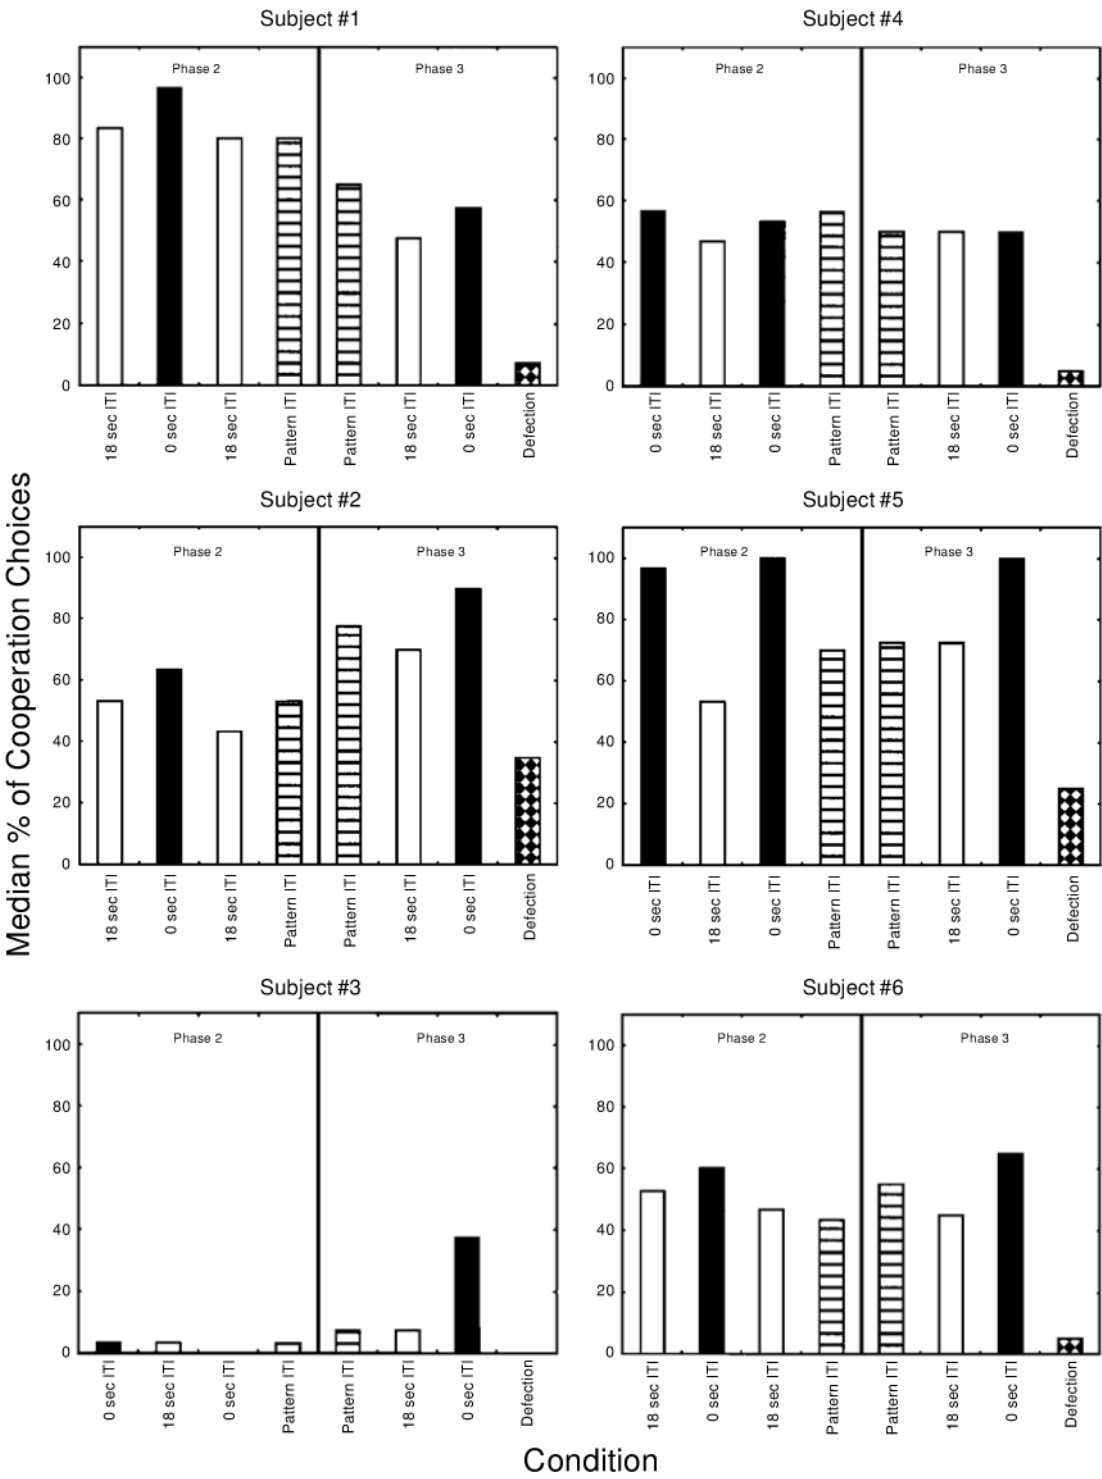 Subject #1
Phase 2
Phase 3
100
80
60
40
20
0
18 sec ITI
0 sec ITI
18 sec ITI
Pattern ITI
Pattern ITI
18 sec ITI
0 sec ITI
Defection
Subject #4
Phase 2
Phase 3
100
80
60
40
20
0
0 sec ITI
18 sec ITI
0 sec ITI
Pattern ITI
Pattern ITI
18 sec ITI
0 sec ITI
Defection
Median % of Cooperation Choices
Subject #2
Phase 2
Phase 3
100
80
60
40
20
0
18 sec ITI
0 sec ITI
18 sec ITI
Pattern ITI
Pattern ITI
18 sec ITI
0 sec ITI
Defection
Subject #5
Phase 2
Phase 3
100
80
60
40
20
0
0 sec ITI
18 sec ITI
0 sec ITI
Pattern ITI
Pattern ITI
18 sec ITI
0 sec ITI
Defection
Subject #3
Phase 2
Phase 3
100
80
60
40
20
0
0 sec ITI
18 sec ITI
0 sec ITI
Pattern ITI
Pattern ITI
18 sec ITI
0 sec ITI
Defection
Subject #6
Phase 2
Phase 3
100
80
60
40
20
0
18 sec ITI
0 sec ITI
18 sec ITI
Pattern ITI
Pattern ITI
18 sec ITI
0 sec ITI
Defection
Condition